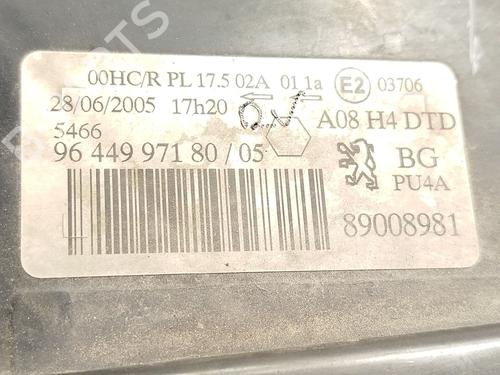 00HC/R PL 17.5 02A 01 1a E2 03706
28/06/2005 17h20
A08 H4 DTD
5466
96 449 971 80 / 05
BG
PU4A
89008981